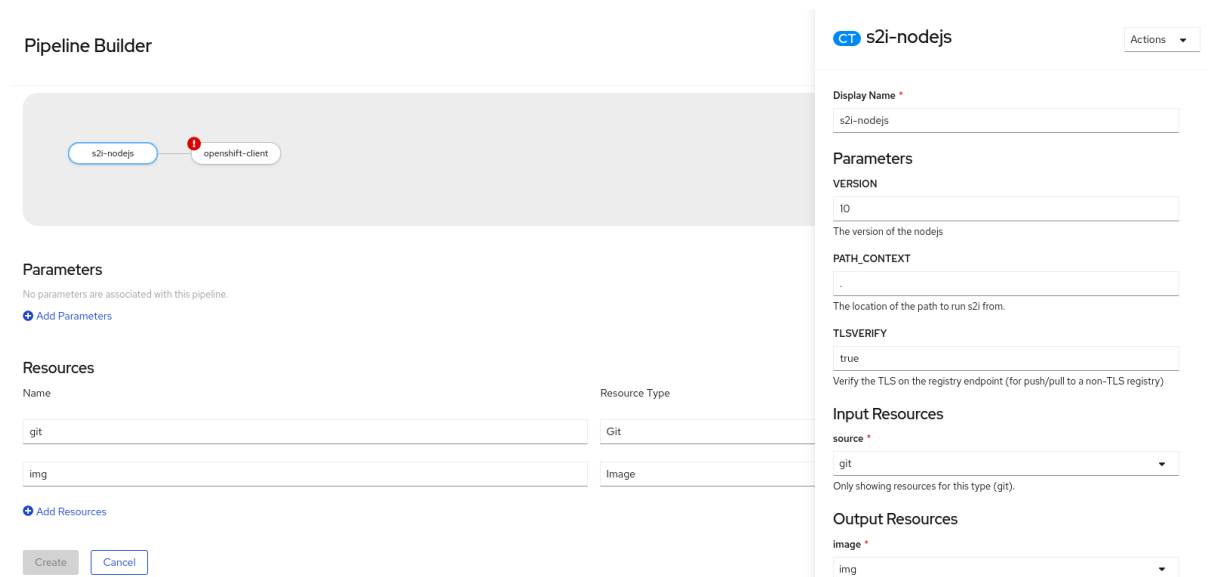 Pipeline Builder
s2i-nodejs
!
openshift-client
Parameters
No parameters are associated with this pipeline.
Add Parameters
Resources
Name
Resource Type
git
Git
img
Image
Add Resources
Create
Cancel
CT s2i-nodejs
Actions
Display Name *
s2i-nodejs
Parameters
VERSION
10
The version of the nodejs
PATH_CONTEXT
.
The location of the path to run s2i from.
TLSVERIFY
true
Verify the TLS on the registry endpoint (for push/pull to a non-TLS registry)
Input Resources
source *
git
Only showing resources for this type (git).
Output Resources
image *
img